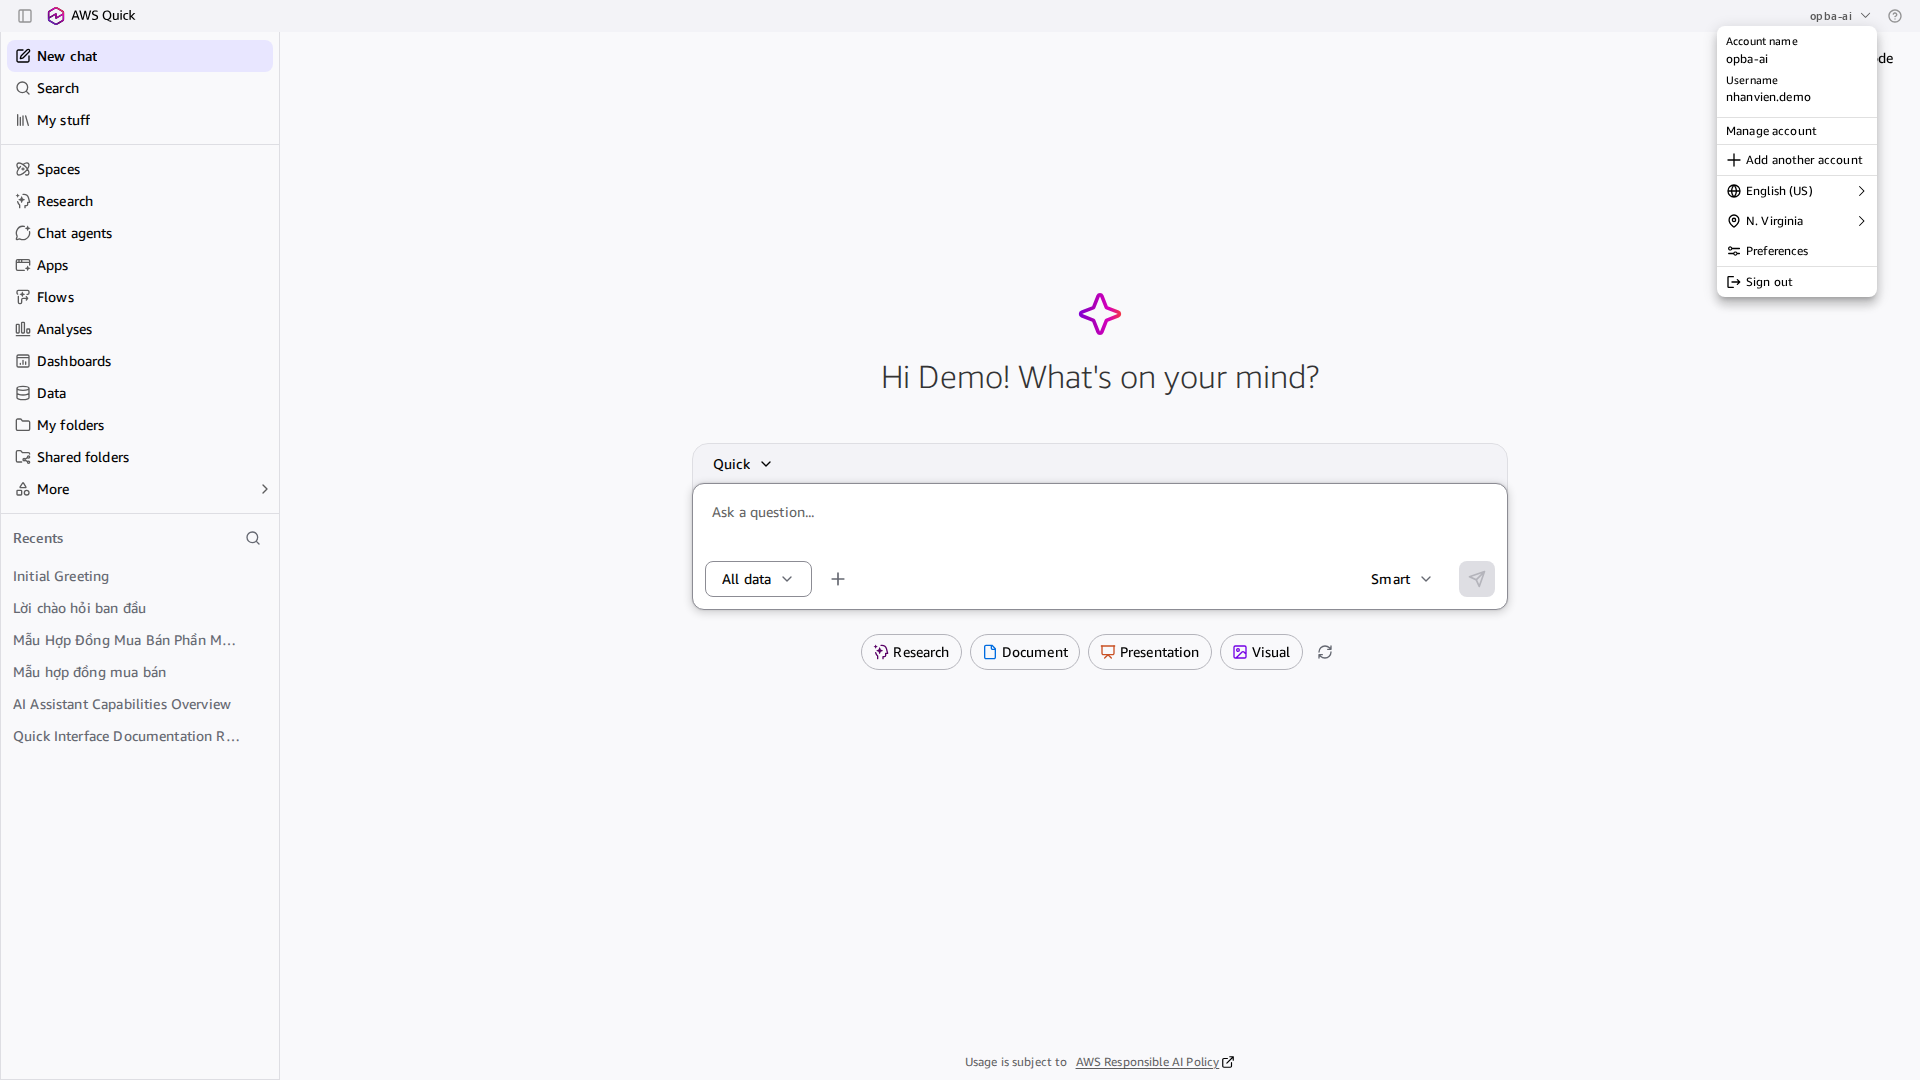 AWS Quick
opba-ai
New chat
Search
My stuff
Spaces
Research
Chat agents
Apps
Flows
Analyses
Dashboards
Data
My folders
Shared folders
More
Recents
Initial Greeting
Lời chào hỏi ban đầu
Mẫu Hợp Đồng Mua Bán Phần M...
Mẫu hợp đồng mua bán
AI Assistant Capabilities Overview
Quick Interface Documentation R...
Account name
opba-ai
Username
nhanvien.demo
Manage account
Add another account
English (US)
N. Virginia
Preferences
Sign out
de
Hi Demo! What's on your mind?
Quick
Ask a question...
All data
Smart
Research
Document
Presentation
Visual
Usage is subject to AWS Responsible AI Policy